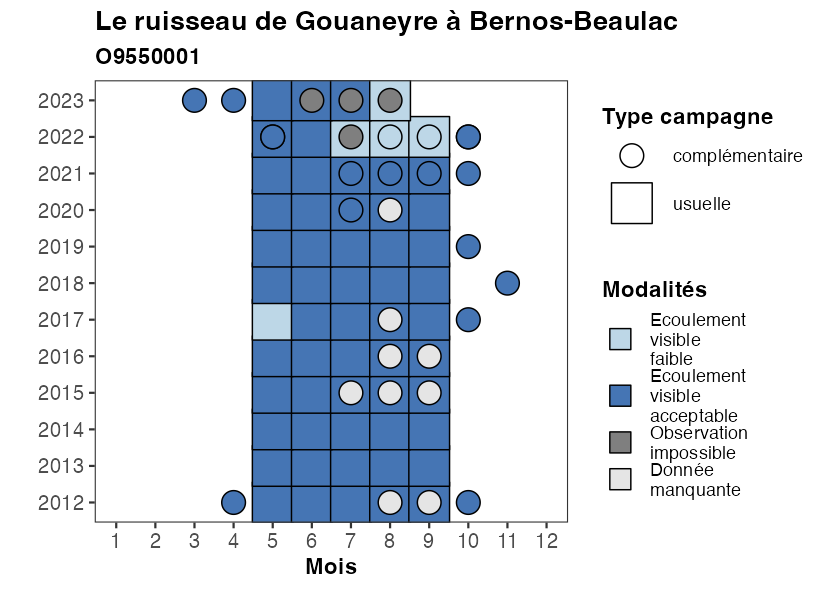 Le ruisseau de Gouaneyre à Bernos-Beaulac
O9550001
2023
2022
2021
2020
2019
2018
2017
2016
2015
2014
2013
2012
1 2 3 4 5 6 7 8 9 10 11 12
Mois
Type campagne
complémentaire
usuelle
Modalités
Ecoulement
visible
faible
Ecoulement
visible
acceptable
Observation
impossible
Donnée
manquante